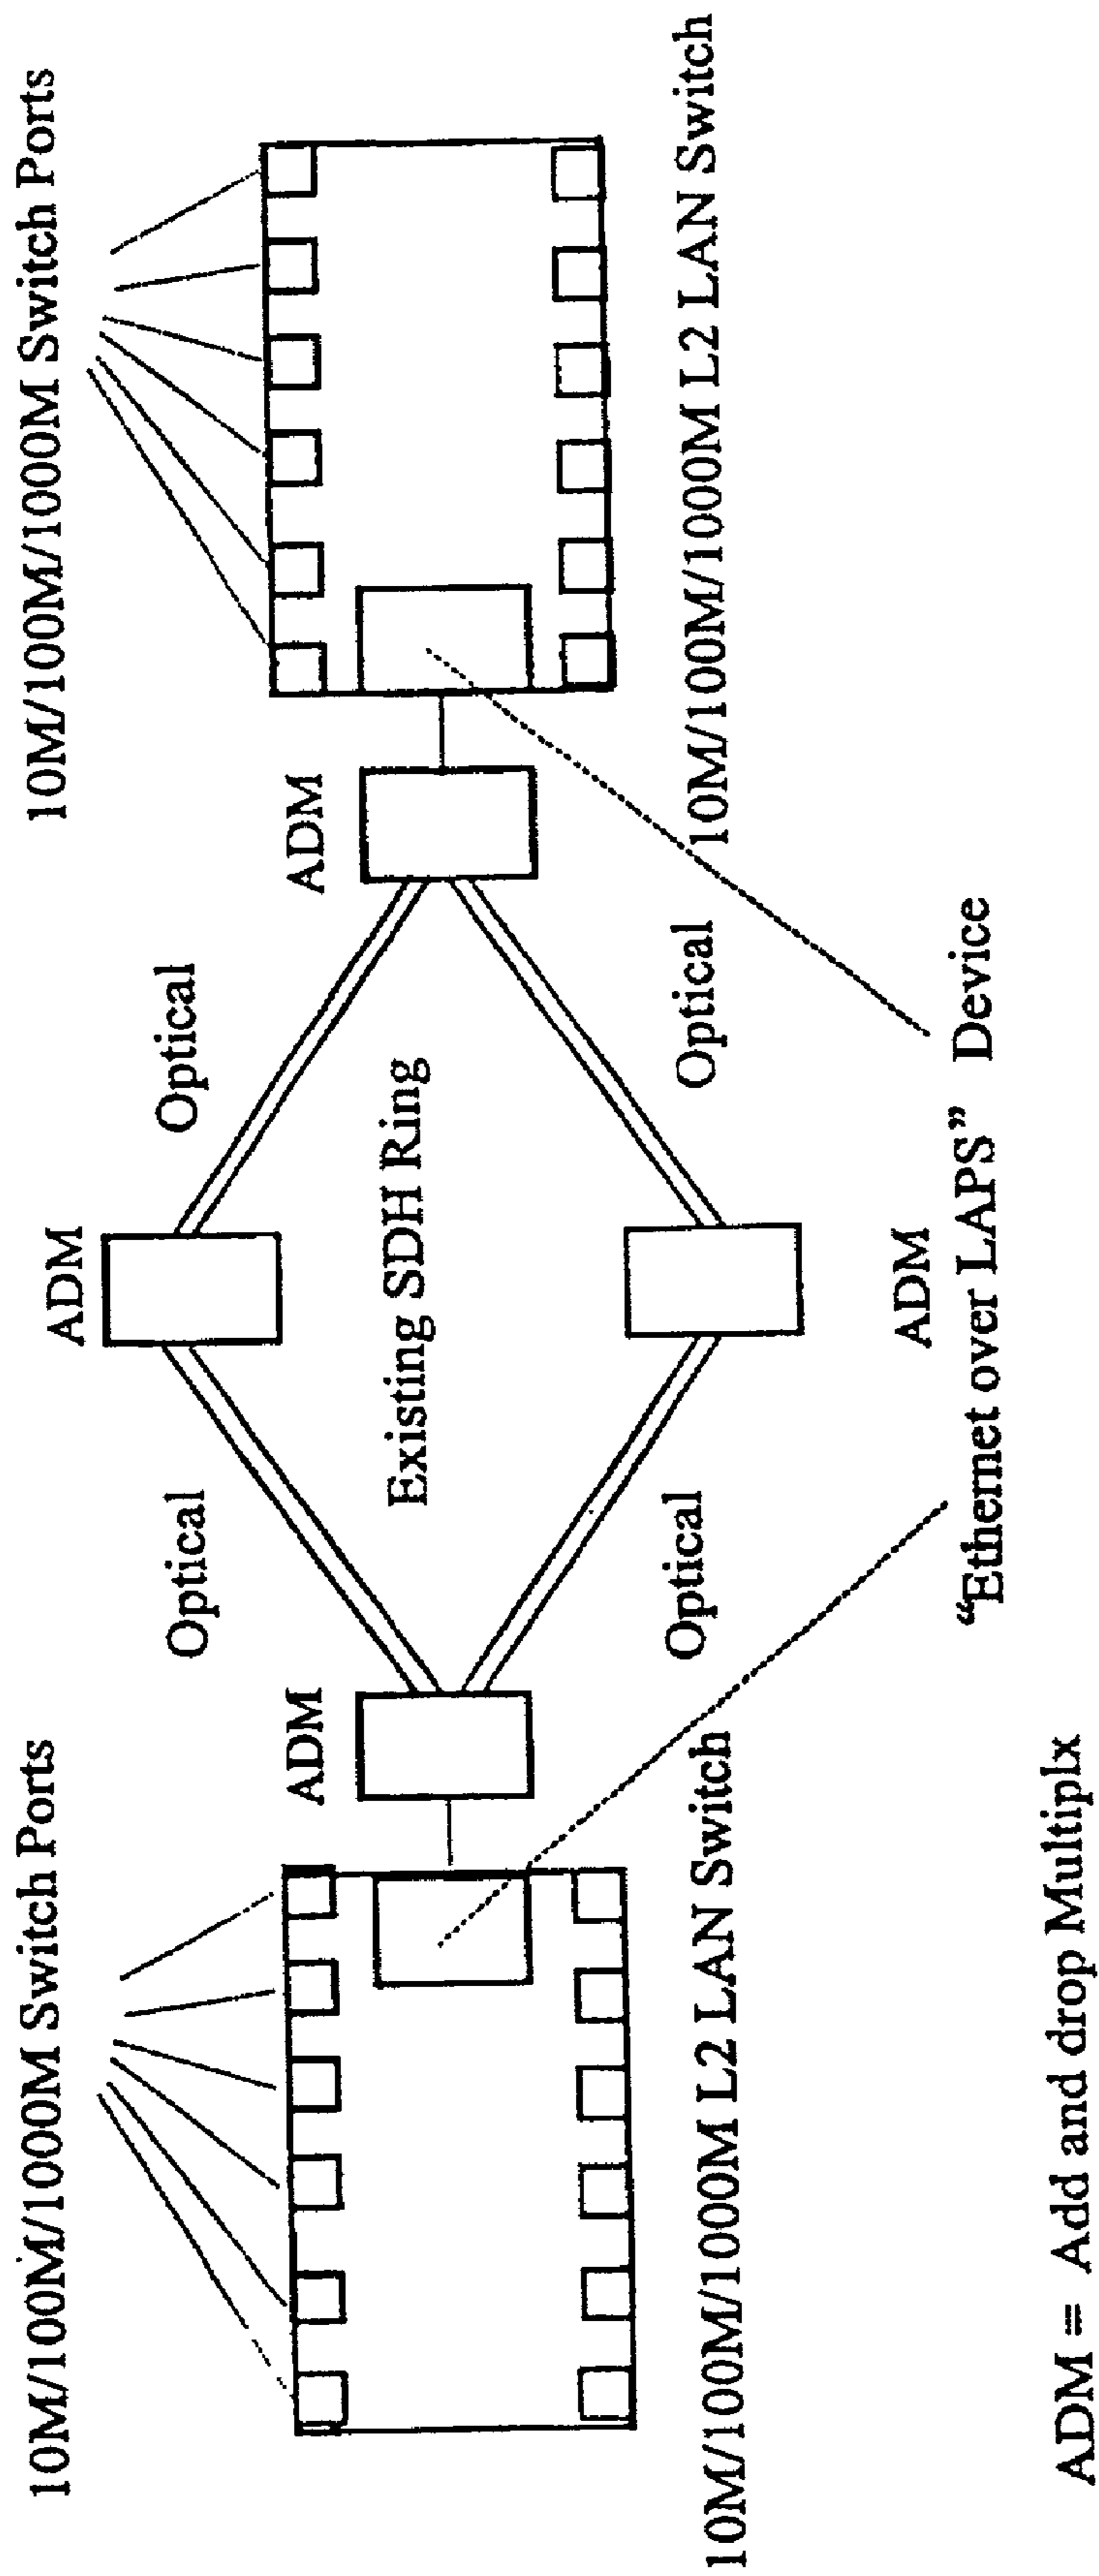 10M/100M/1000M Switch Ports
10M/100M/1000M Switch Ports
ADM
Optical
Optical
ADM
ADM
Existing SDH Ring
Optical
Optical
10M/100M/1000M L2 LAN Switch
10M/100M/1000M L2 LAN Switch
ADM
“Ethernet over LAPS” Device
ADM = Add and drop Multiplx